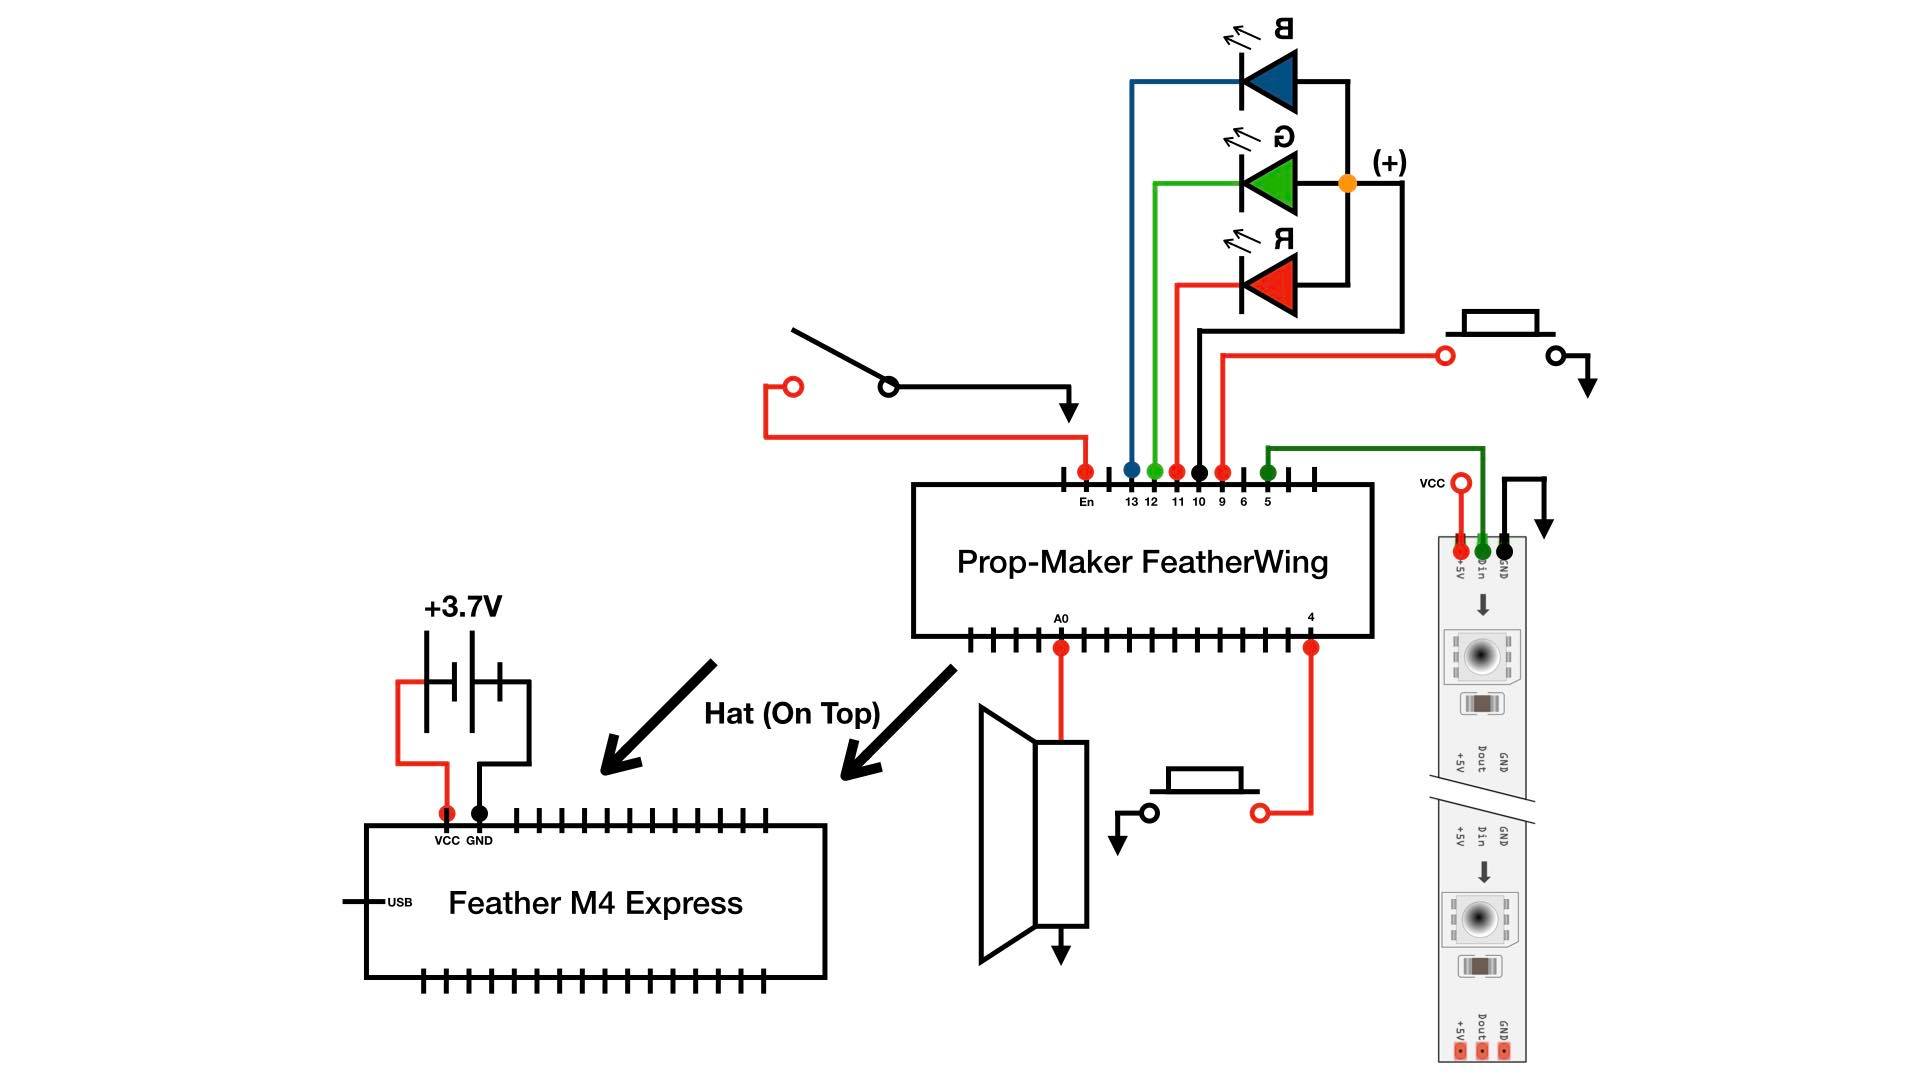 B
G
(+)
R
En 13 12 11 10 9 6 5
VCC
Prop-Maker FeatherWing
+5V Din GND
A0 4
+3.7V
Hat (On Top)
+5V Dout GND
VCC GND
+5V Din GND
USB
Feather M4 Express
+5V Dout GND